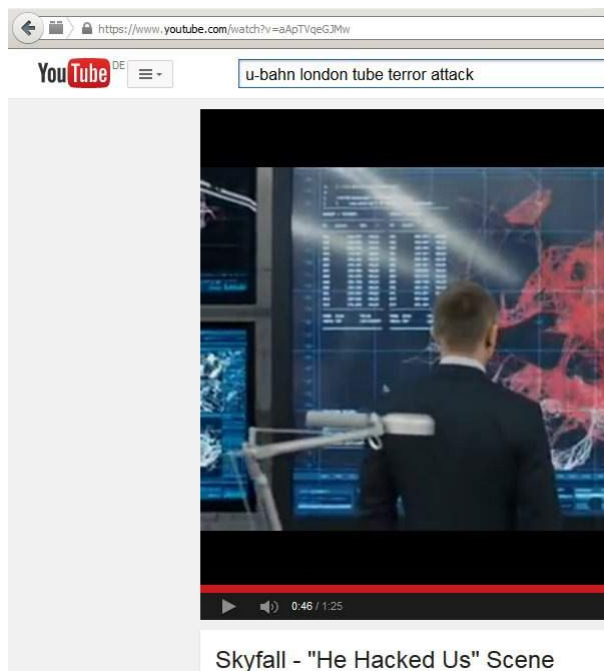 https://www.youtube.com/watch?v=aApTVqeGJMw
YouTube DE
u-bahn london tube terror attack
0:46 / 1:25
Skyfall - "He Hacked Us" Scene